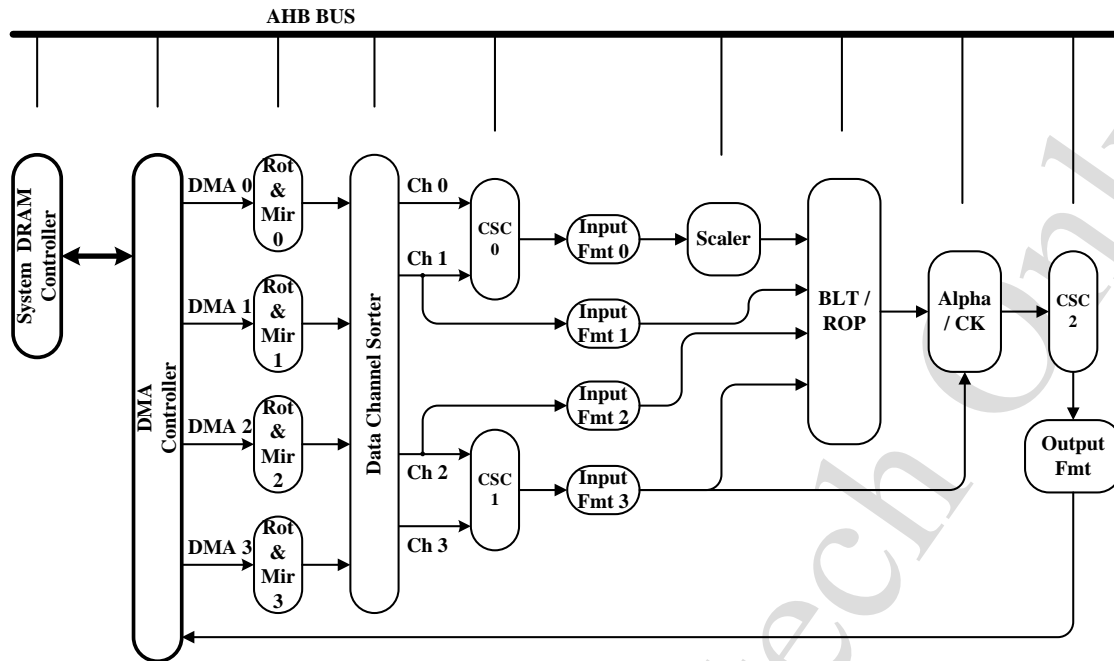 AHB BUS
System DRAM
Controller
DMA
Controller
DMA 0
DMA 1
DMA 2
DMA 3
Rot
&
Mir
0
Rot
&
Mir
1
Rot
&
Mir
2
Rot
&
Mir
3
Data Channel Sorter
Ch 0
Ch 1
Ch 2
Ch 3
CSC
0
CSC
1
Input
Fmt 0
Input
Fmt 1
Input
Fmt 2
Input
Fmt 3
Scaler
BLT /
ROP
Alpha
/ CK
CSC
2
Output
Fmt
ech Onl